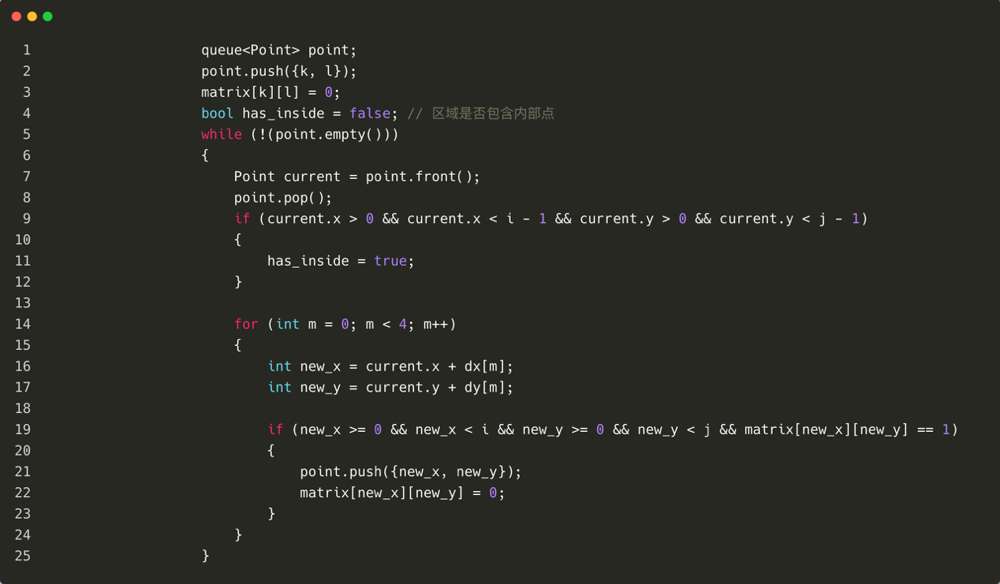 1 queue<Point> point;
2 point.push({k, l});
3 matrix[k][l] = 0;
4 bool has_inside = false; // 区域是否包含内部点
5 while (!(point.empty()))
6 {
7 Point current = point.front();
8 point.pop();
9 if (current.x > 0 && current.x < i - 1 && current.y > 0 && current.y < j - 1)
10 {
11 has_inside = true;
12 }
13
14 for (int m = 0; m < 4; m++)
15 {
16 int new_x = current.x + dx[m];
17 int new_y = current.y + dy[m];
18
19 if (new_x >= 0 && new_x < i && new_y >= 0 && new_y < j && matrix[new_x][new_y] == 1)
20 {
21 point.push({new_x, new_y});
22 matrix[new_x][new_y] = 0;
23 }
24 }
25 }